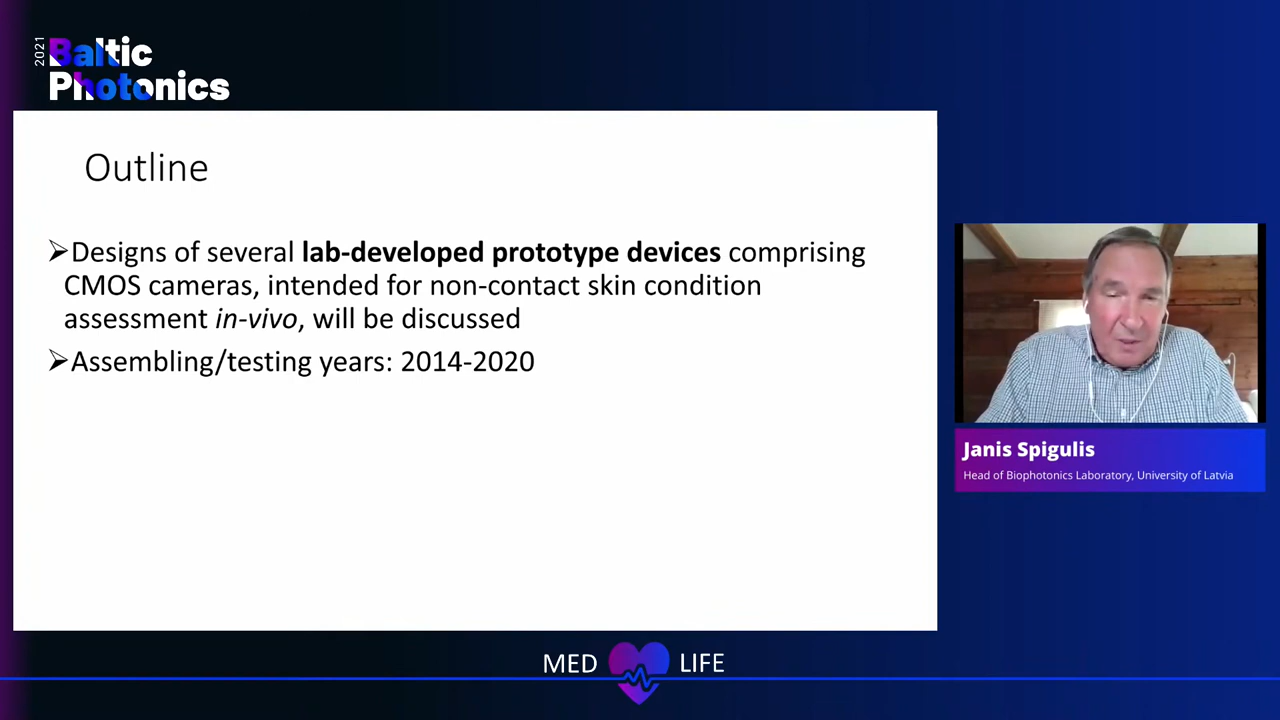 2021
Baltic
Photonics
Outline
➢Designs of several lab-developed prototype devices comprising
CMOS cameras, intended for non-contact skin condition
assessment in-vivo, will be discussed
➢Assembling/testing years: 2014-2020
Janis Spigulis
Head of Biophotonics Laboratory, University of Latvia
MED LIFE